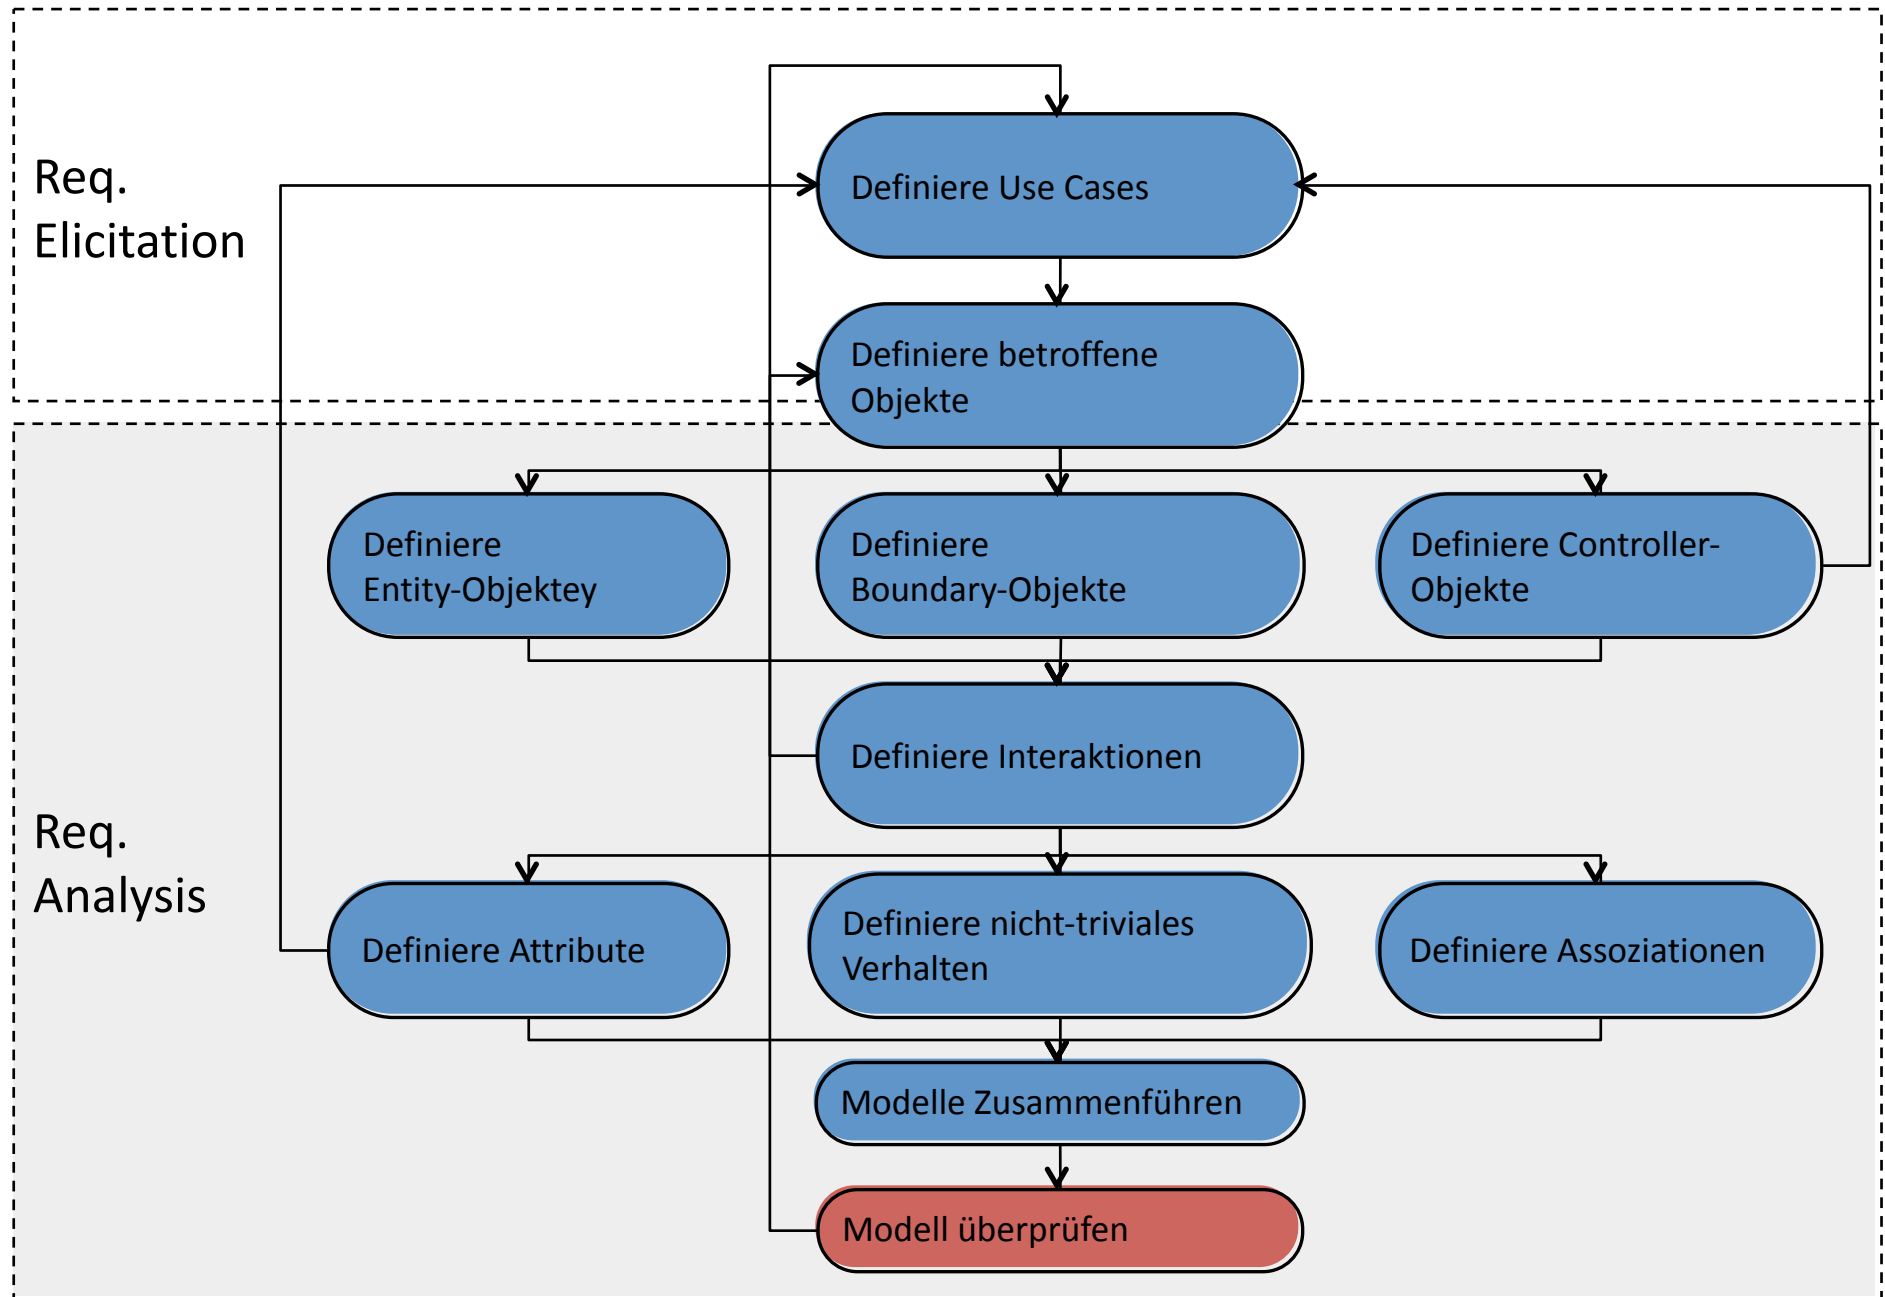 Req.
Elicitation
Definiere Use Cases
Definiere betroffene
Objekte
Definiere
Entity-Objektey
Definiere
Boundary-Objekte
Definiere Controller-
Objekte
Definiere Interaktionen
Req.
Analysis
Definiere Attribute
Definiere nicht-triviales
Verhalten
Definiere Assoziationen
Modelle Zusammenführen
Modell überprüfen